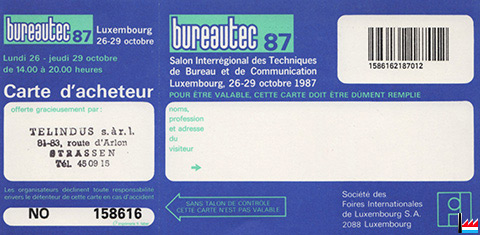 bureautec 87
Luxembourg
26-29 octobre
Lundi 26 - jeudi 29 octobre
de 14.00 à 20.00 heures
Carte d'acheteur
offerte gracieusement par:
TELINDUS s.àr.l.
81-83, route d'Arlon
STRASSEN
Tél. 45 09 15
Les organisateurs déclinent toute responsabilité
envers le détenteur de cette carte en cas d'accident
NO 158616
bureautec 87
Salon Interrégional des Techniques
de Bureau et de Communication
Luxembourg, 26-29 octobre 1987
1586162187012
POUR ÊTRE VALABLE, CETTE CARTE DOIT ÊTRE DÛMENT REMPLIE
noms,
profession
et adresse
du
visiteur
SANS TALON DE CONTRÔLE
CETTE CARTE N'EST PAS VALABLE
Société des
Foires Internationales
de Luxembourg S.A.
2088 Luxembourg